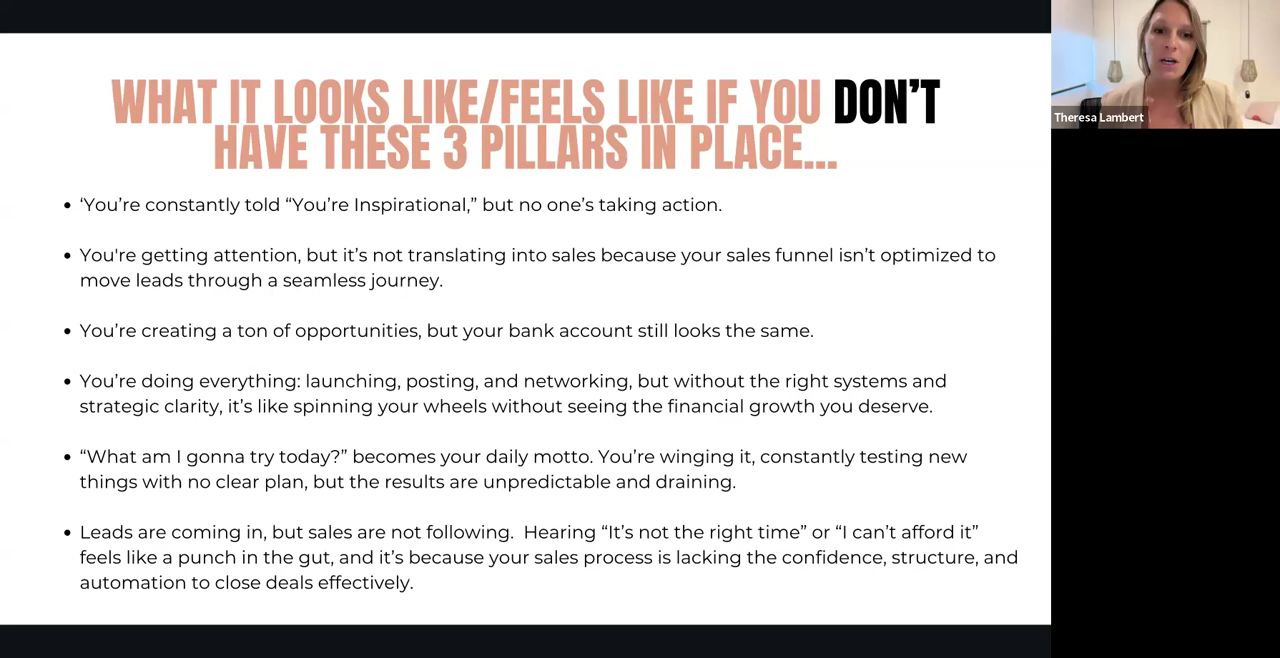 WHAT IT LOOKS LIKE/FEELS LIKE IF YOU DON’T
HAVE THESE 3 PILLARS IN PLACE...
• ‘You’re constantly told “You’re Inspirational,” but no one’s taking action.
• You're getting attention, but it’s not translating into sales because your sales funnel isn’t optimized to
move leads through a seamless journey.
• You’re creating a ton of opportunities, but your bank account still looks the same.
• You’re doing everything: launching, posting, and networking, but without the right systems and
strategic clarity, it’s like spinning your wheels without seeing the financial growth you deserve.
• “What am I gonna try today?” becomes your daily motto. You’re winging it, constantly testing new
things with no clear plan, but the results are unpredictable and draining.
• Leads are coming in, but sales are not following.  Hearing “It’s not the right time” or “I can’t afford it”
feels like a punch in the gut, and it’s because your sales process is lacking the confidence, structure, and
automation to close deals effectively.
Theresa Lambert